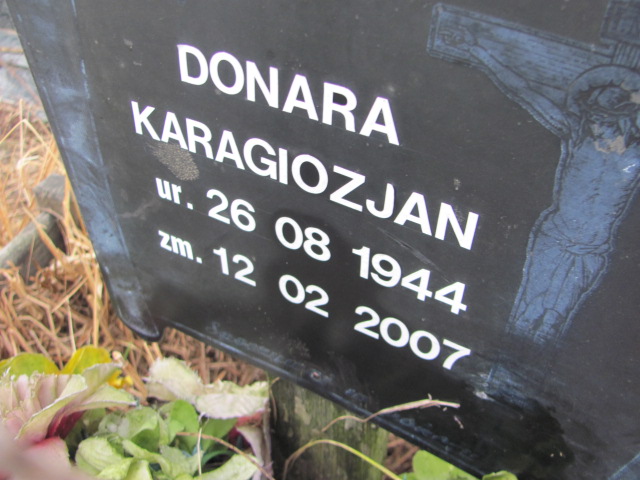 DONARA
KARAGIOZJAN
ur. 26 08 1944
zm. 12 02 2007